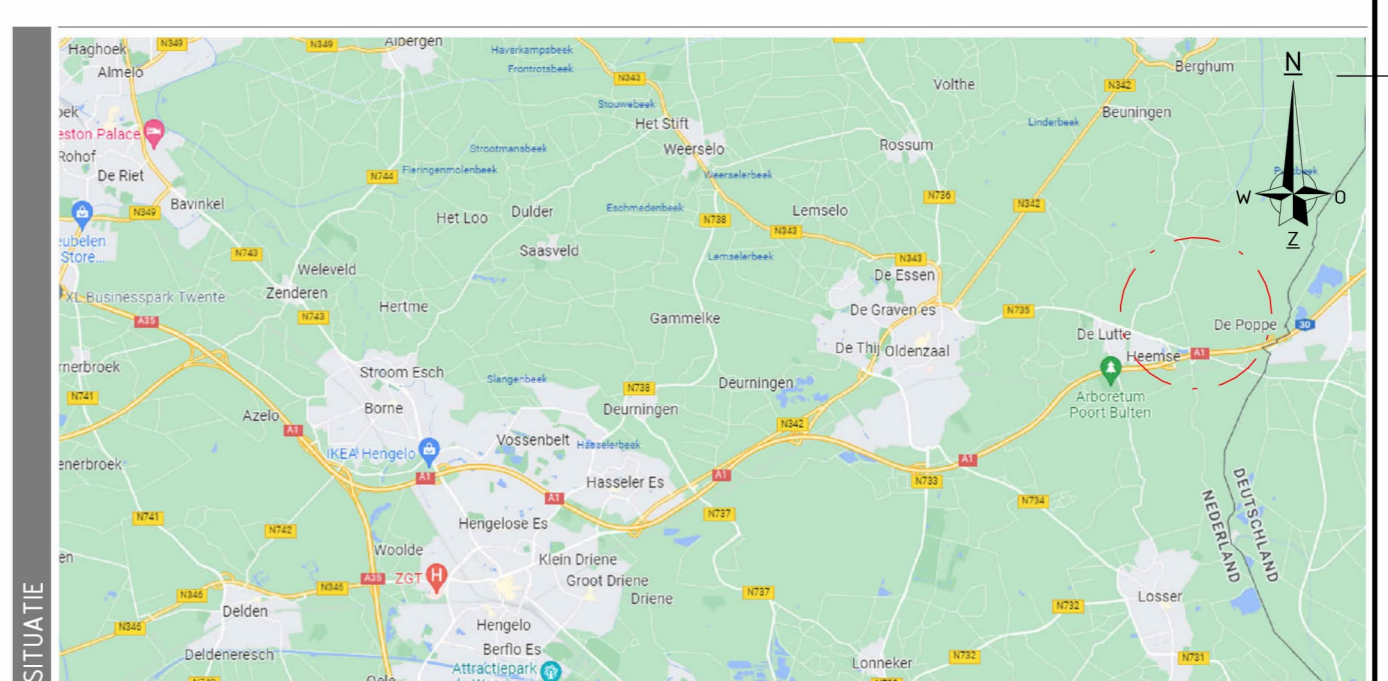 Haghoek
N349
N349
Albergen
Haverkampsbeek
Frontrotsbeek
Almelo
N343
Volthe
N342
Berghum
N
Stouwebeek
Beuningen
Linderbeek
Het Stift
eston Palace
Rohof
Strootmansbeek
Weerselo
Rossum
De Riet
N744
Fleringenmolenbeek
Weerselerbeek
W
O
Z
Bavinkel
N349
Het Loo
Dulder
Eschmedenbeek
N738
Lemselo
N736
N342
N343
eubelen
Store...
N743
Saasveld
Lemselerbeek
N343
De Essen
Weleveld
Zenderen
XL Businesspark Twente
Hertme
N743
A35
Gammelke
De Graven es
N735
De Poppe
30
De Lutte
Heemse
A1
De Thij
Oldenzaal
rnerbroek
Stroom Esch
Slangenbeek
N738
Deurningen
Arboretum
Poort Bulten
N741
Borne
Deurningen
Azelo
A1
N342
IKEA Hengelo
Vossenbelt
Hasselerbeek
enerbroek
A1
A1
A1
A1
Hasseler Es
N733
N734
N741
N742
Hengelose Es
N737
NEDERLAND
DEUTSCHLAND
en
Woolde
Klein Driene
A35
ZGT
Groot Driene
Driene
N737
N346
N346
Delden
N732
Losser
N346
Hengelo
Berflo Es
Deldeneresch
Attractiepark
Lonneker
N732
N731
SITUATIE